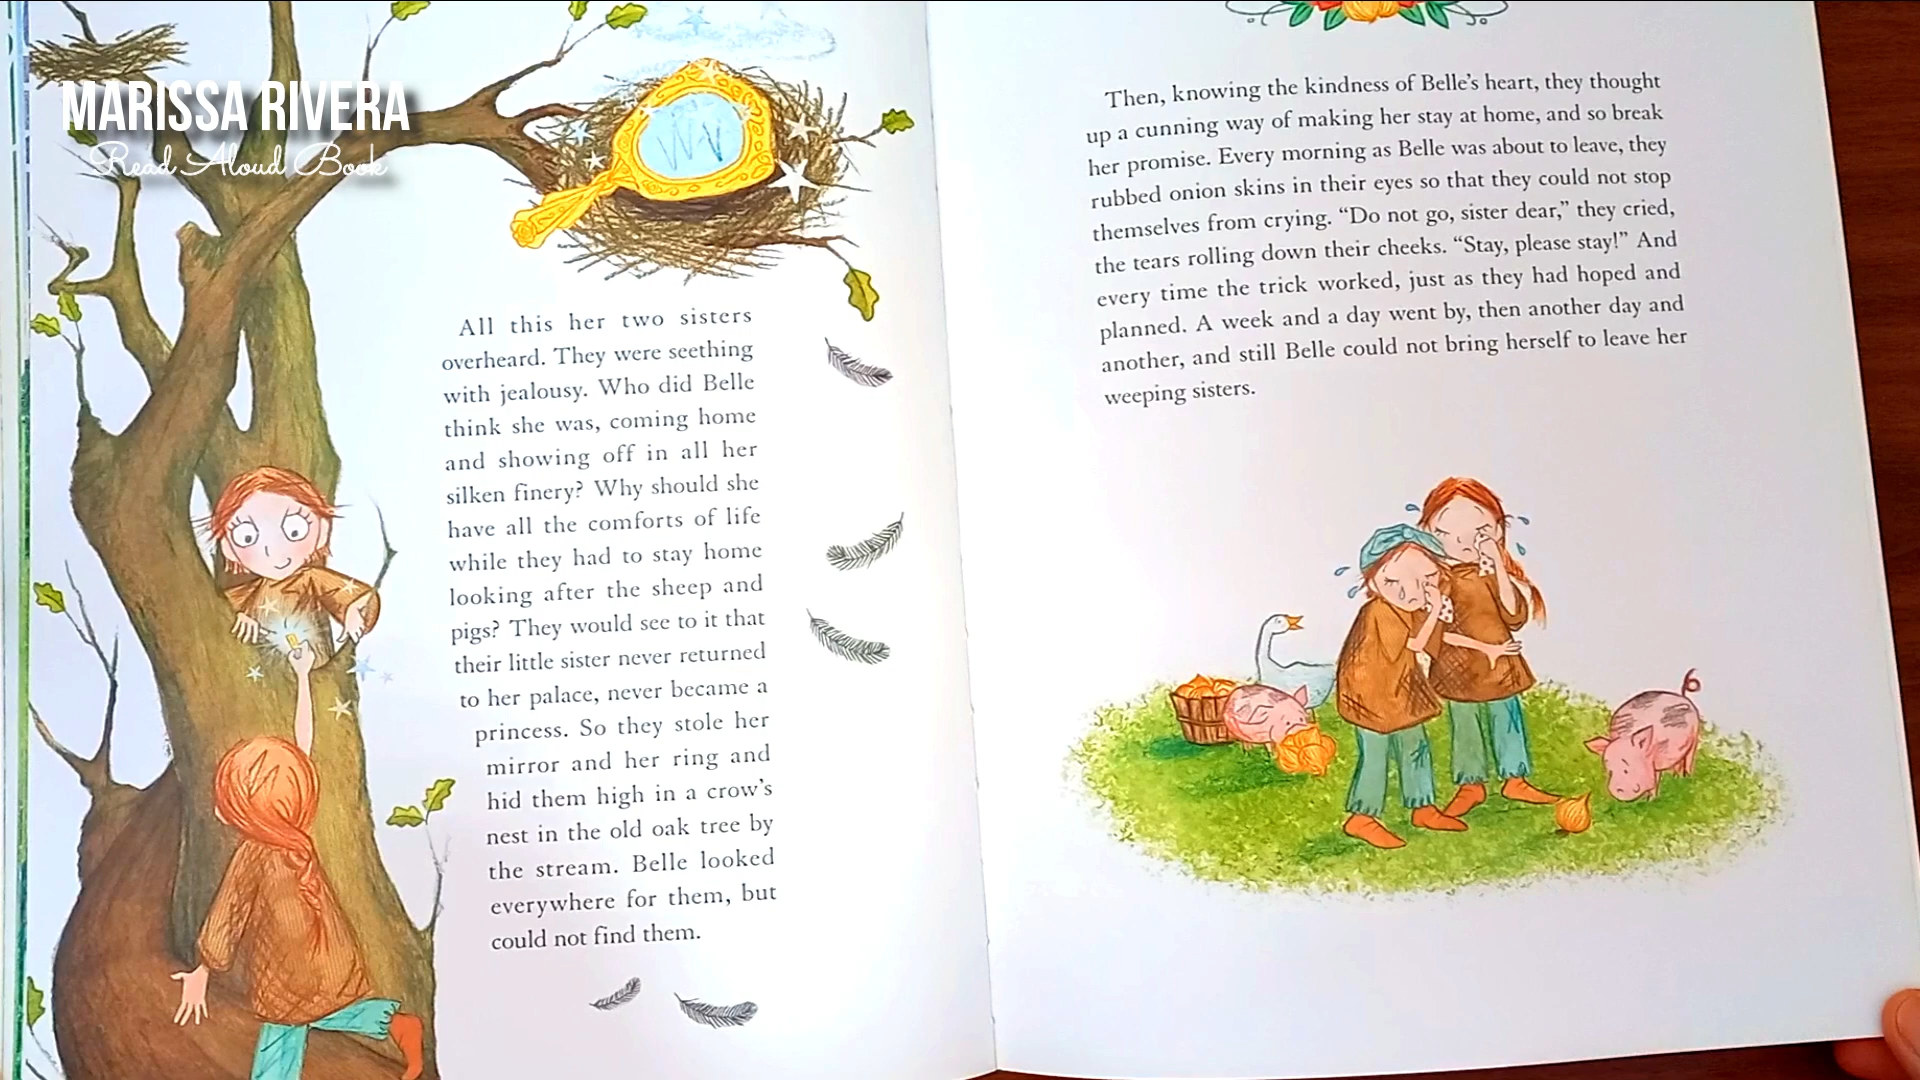 MARISSA RIVERA
Read Aloud Book
All this her two sisters
overheard. They were seething
with jealousy. Who did Belle
think she was, coming home
and showing off in all her
silken finery? Why should she
have all the comforts of life
while they had to stay home
looking after the sheep and
pigs? They would see to it that
their little sister never returned
to her palace, never became a
princess. So they stole her
mirror and her ring and
hid them high in a crow’s
nest in the old oak tree by
the stream. Belle looked
everywhere for them, but
could not find them.
Then, knowing the kindness of Belle’s heart, they thought
up a cunning way of making her stay at home, and so break
her promise. Every morning as Belle was about to leave, they
rubbed onion skins in their eyes so that they could not stop
themselves from crying. “Do not go, sister dear,” they cried,
the tears rolling down their cheeks. “Stay, please stay!” And
every time the trick worked, just as they had hoped and
planned. A week and a day went by, then another day and
another, and still Belle could not bring herself to leave her
weeping sisters.